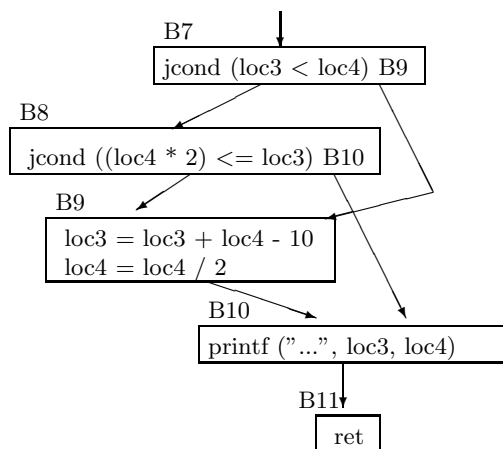 B7
jcond (loc3 < loc4) B9
B8
jcond ((loc4 * 2) <= loc3) B10
B9
loc3 = loc3 + loc4 - 10
loc4 = loc4 / 2
B10
printf ("...", loc3, loc4)
B11
ret